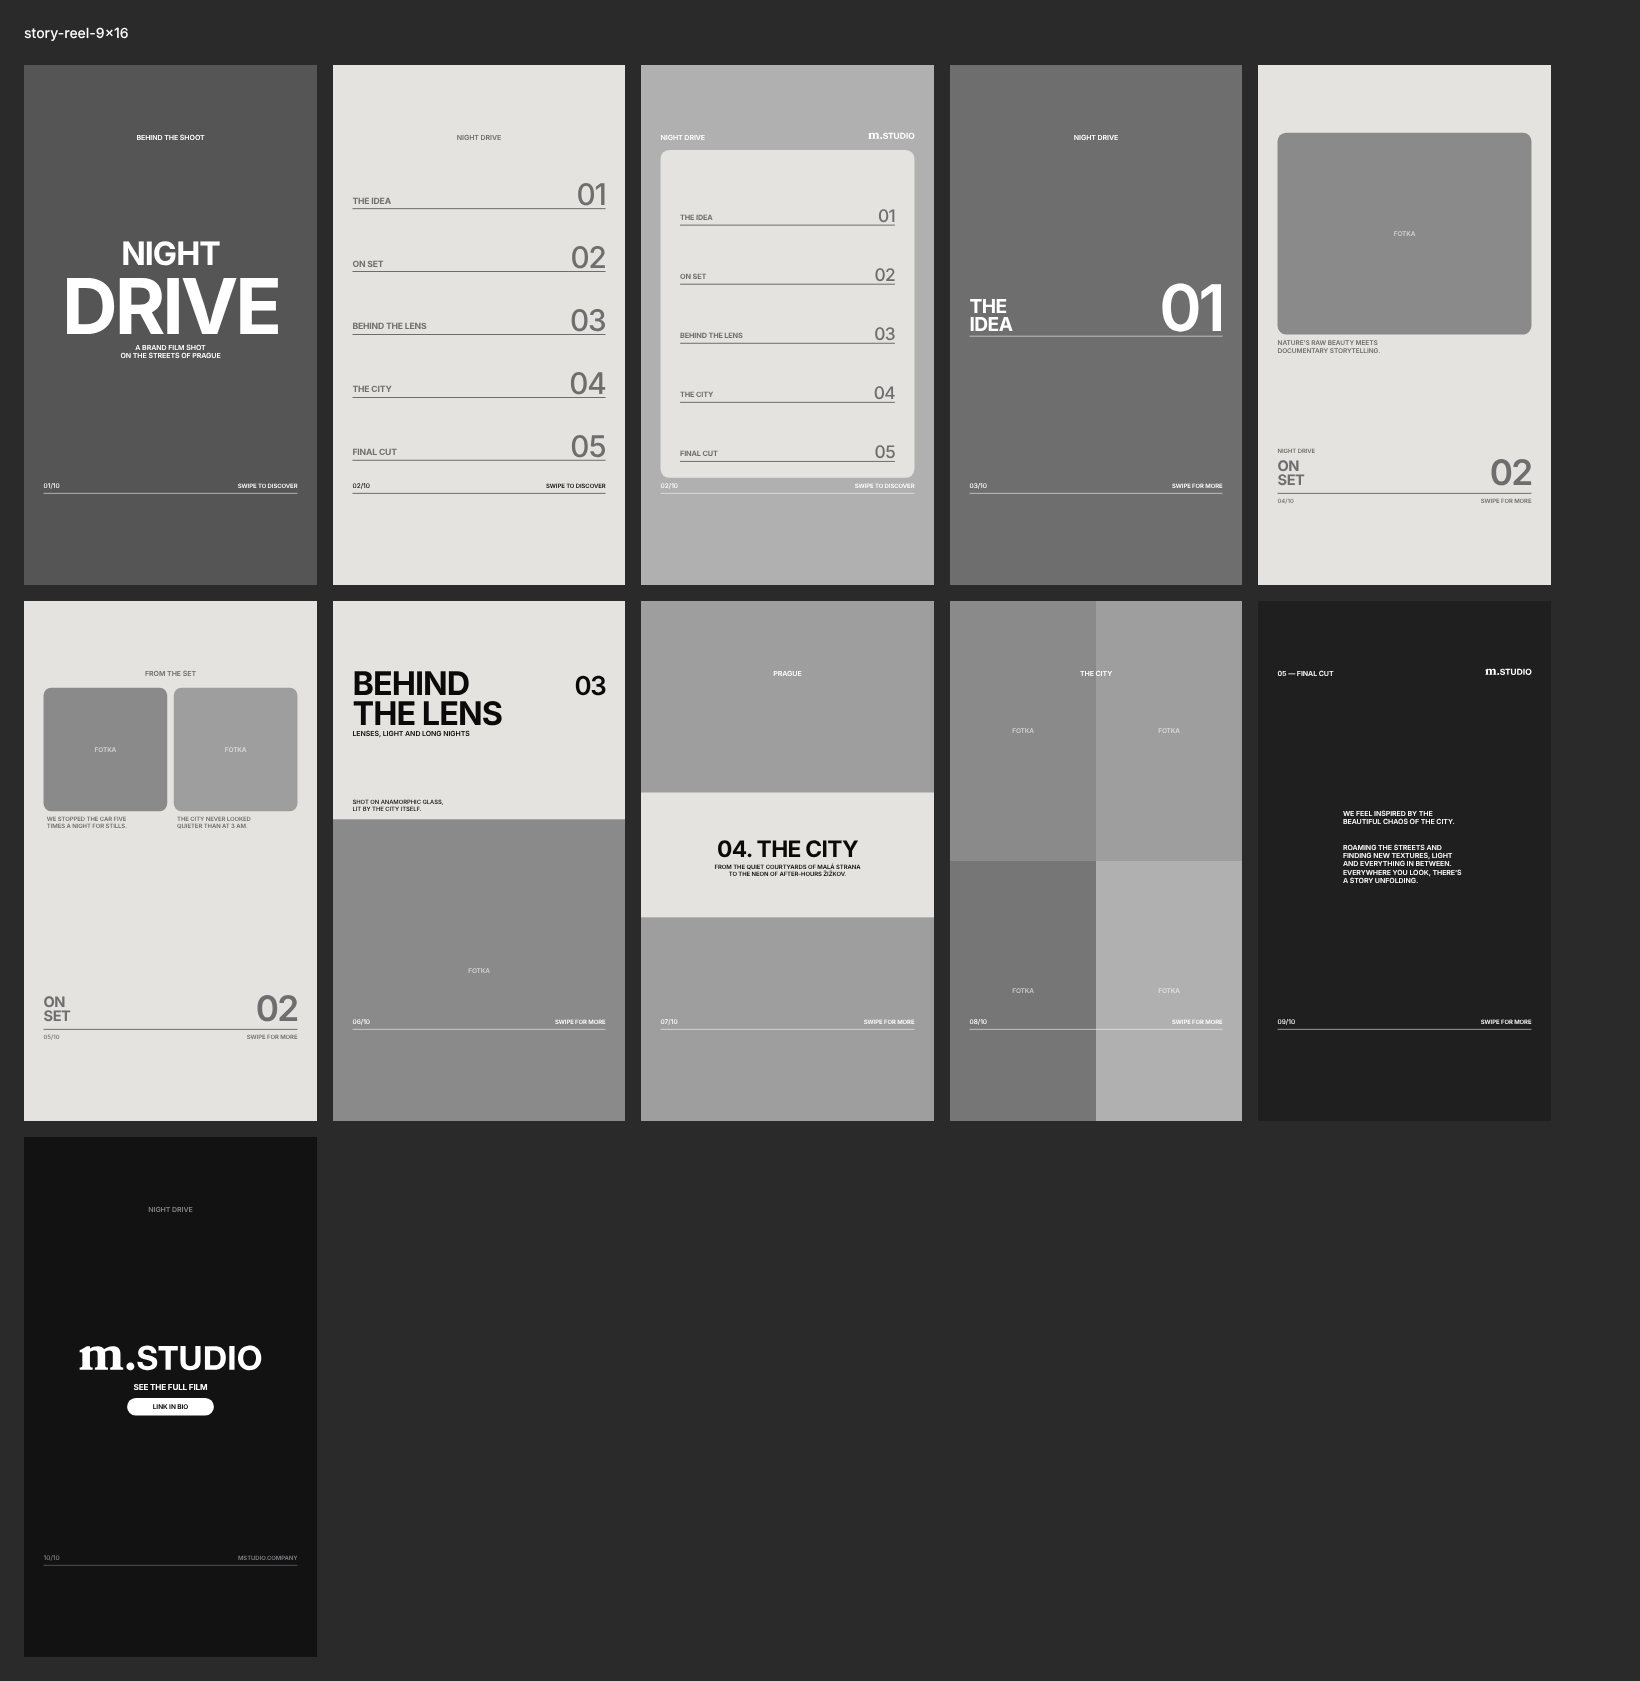 story-reel-9×16
BEHIND THE SHOOT
NIGHT
DRIVE
A BRAND FILM SHOT
ON THE STREETS OF PRAGUE
01/10 SWIPE TO DISCOVER
NIGHT DRIVE
THE IDEA 01
ON SET 02
BEHIND THE LENS 03
THE CITY 04
FINAL CUT 05
02/10 SWIPE TO DISCOVER
NIGHT DRIVE m.STUDIO
THE IDEA 01
ON SET 02
BEHIND THE LENS 03
THE CITY 04
FINAL CUT 05
02/10 SWIPE TO DISCOVER
NIGHT DRIVE
THE
IDEA 01
03/10 SWIPE FOR MORE
FOTKA
NATURE'S RAW BEAUTY MEETS
DOCUMENTARY STORYTELLING.
NIGHT DRIVE
ON
SET 02
04/10 SWIPE FOR MORE
FROM THE SET
FOTKA FOTKA
WE STOPPED THE CAR FIVE
TIMES A NIGHT FOR STILLS.
THE CITY NEVER LOOKED
QUIETER THAN AT 3 AM.
ON
SET 02
05/10 SWIPE FOR MORE
BEHIND
THE LENS 03
LENSES, LIGHT AND LONG NIGHTS
SHOT ON ANAMORPHIC GLASS,
LIT BY THE CITY ITSELF.
FOTKA
06/10 SWIPE FOR MORE
PRAGUE
04. THE CITY
FROM THE QUIET COURTYARDS OF MALÁ STRANA
TO THE NEON OF AFTER-HOURS ŽIŽKOV.
07/10 SWIPE FOR MORE
THE CITY
FOTKA FOTKA
FOTKA FOTKA
08/10 SWIPE FOR MORE
05 — FINAL CUT m.STUDIO
WE FEEL INSPIRED BY THE
BEAUTIFUL CHAOS OF THE CITY.
ROAMING THE STREETS AND
FINDING NEW TEXTURES, LIGHT
AND EVERYTHING IN BETWEEN.
EVERYWHERE YOU LOOK, THERE'S
A STORY UNFOLDING.
09/10 SWIPE FOR MORE
NIGHT DRIVE
m.STUDIO
SEE THE FULL FILM
LINK IN BIO
10/10 MSTUDIO.COMPANY